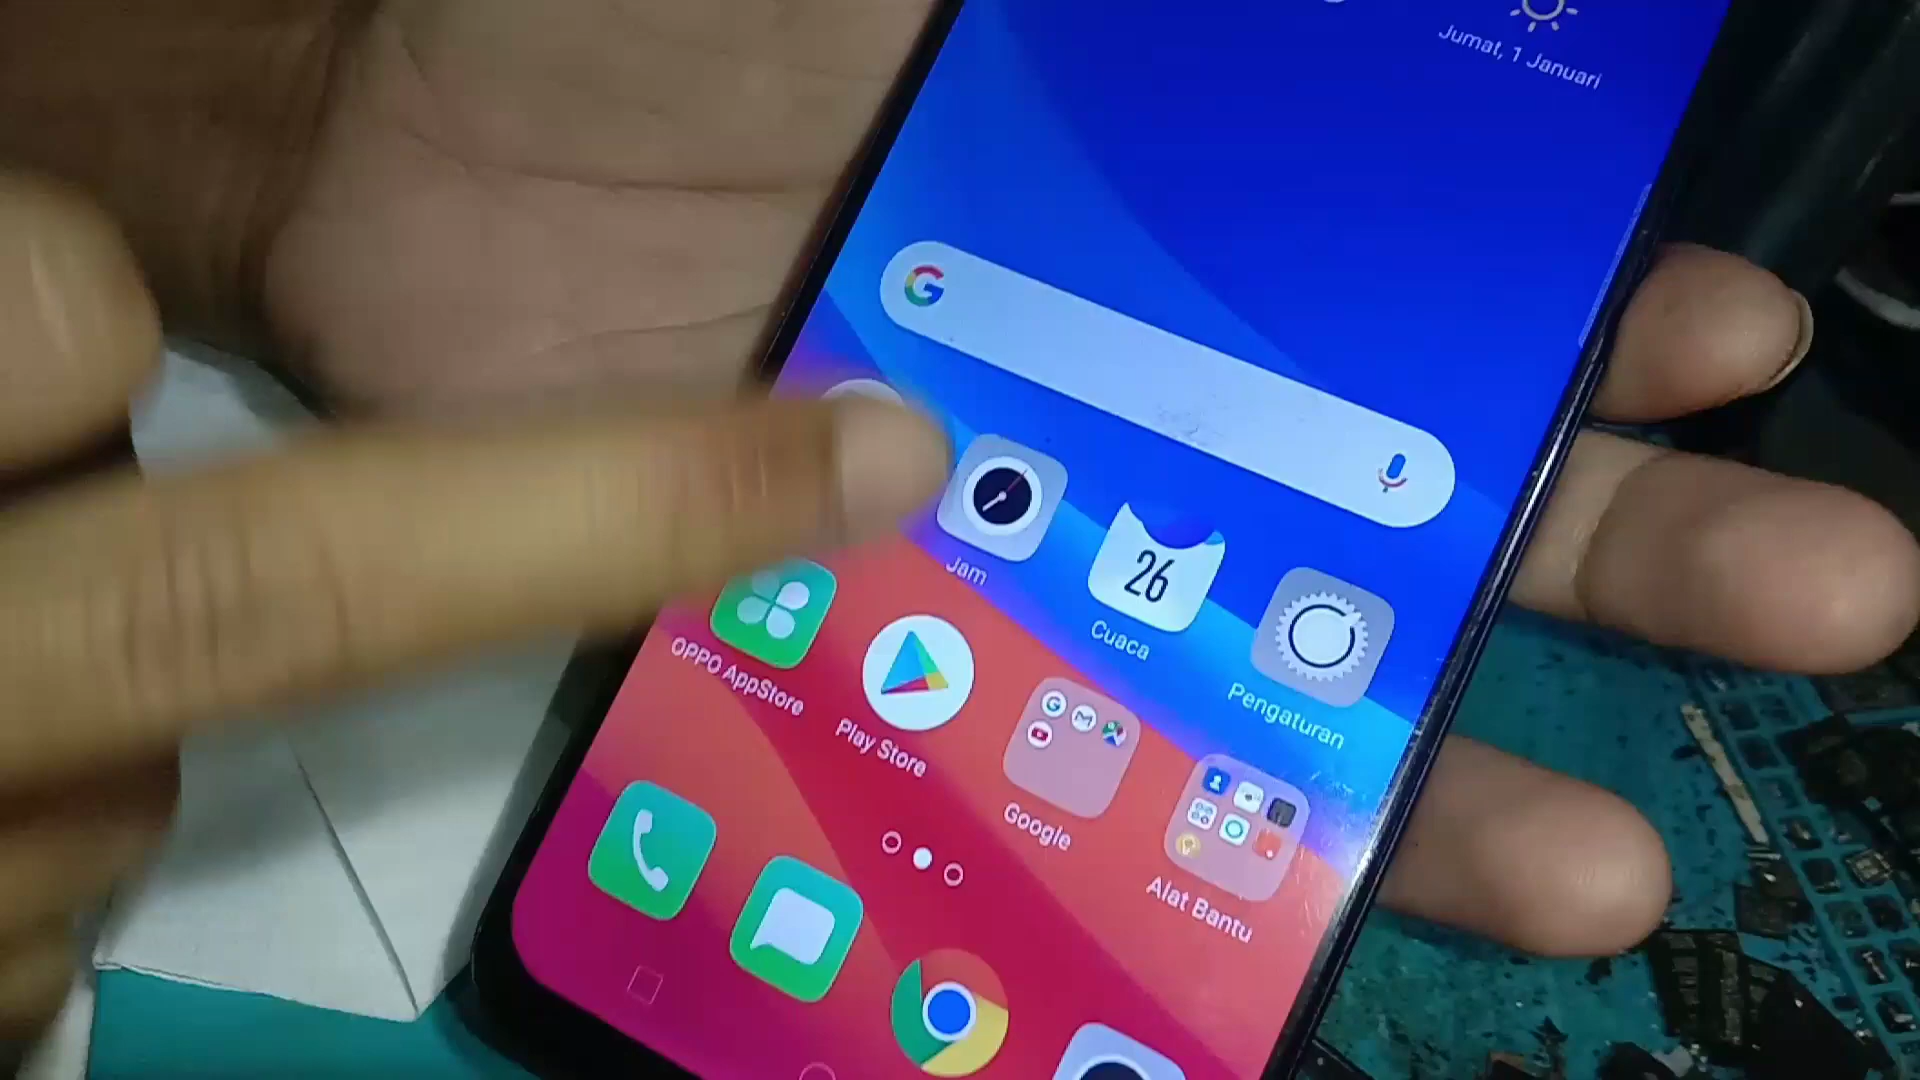 Jumat, 1 Januari
Jam
26
Cuaca
Pengaturan
OPPO AppStore
Play Store
Google
Alat Bantu